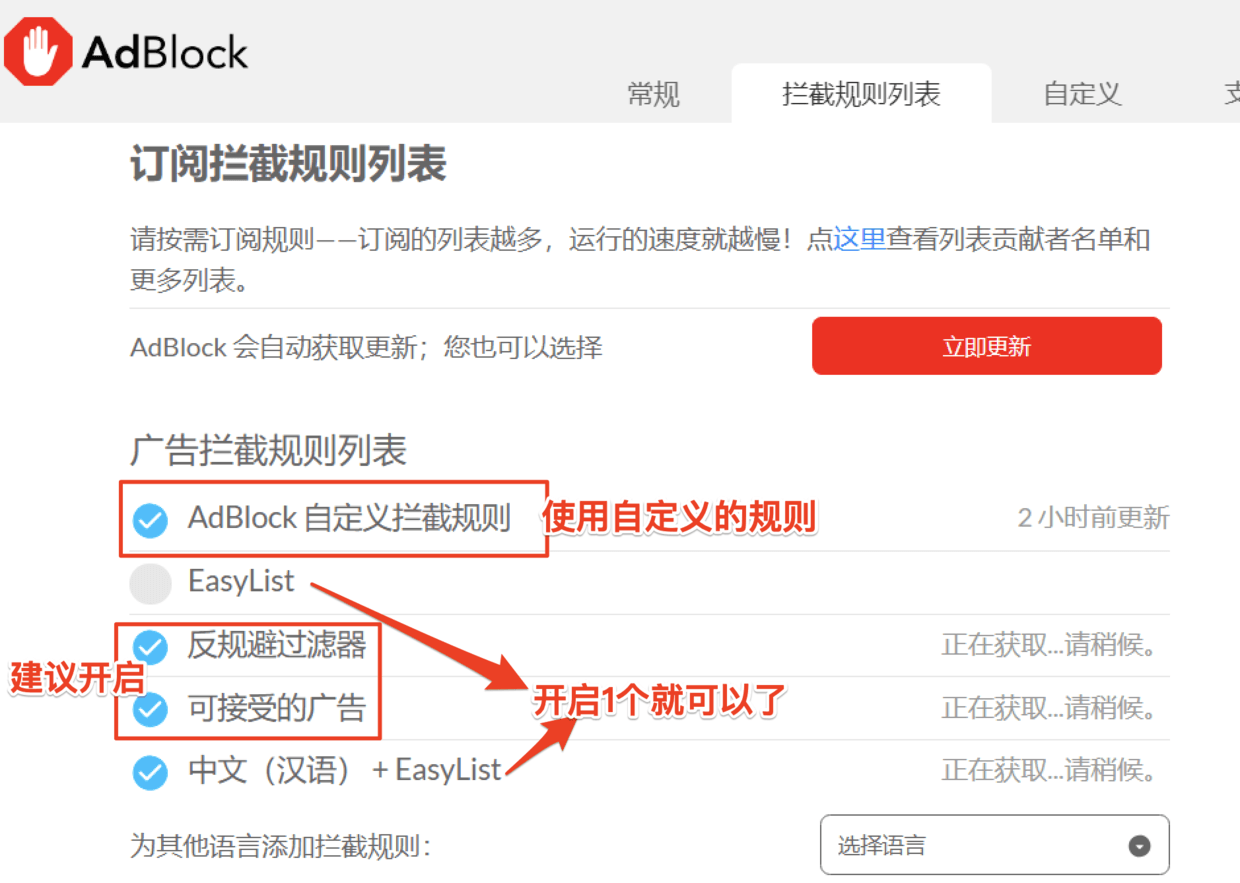 AdBlock
常规
拦截规则列表
自定义
订阅拦截规则列表
请按需订阅规则——订阅的列表越多，运行的速度就越慢！点这里查看列表贡献者名单和
更多列表。
AdBlock 会自动获取更新；您也可以选择
立即更新
广告拦截规则列表
AdBlock 自定义拦截规则
使用自定义的规则
2 小时前更新
EasyList
反规避过滤器
正在获取...请稍候。
建议开启
可接受的广告
开启1个就可以了
正在获取...请稍候。
中文（汉语） + EasyList
正在获取...请稍候。
为其他语言添加拦截规则：
选择语言